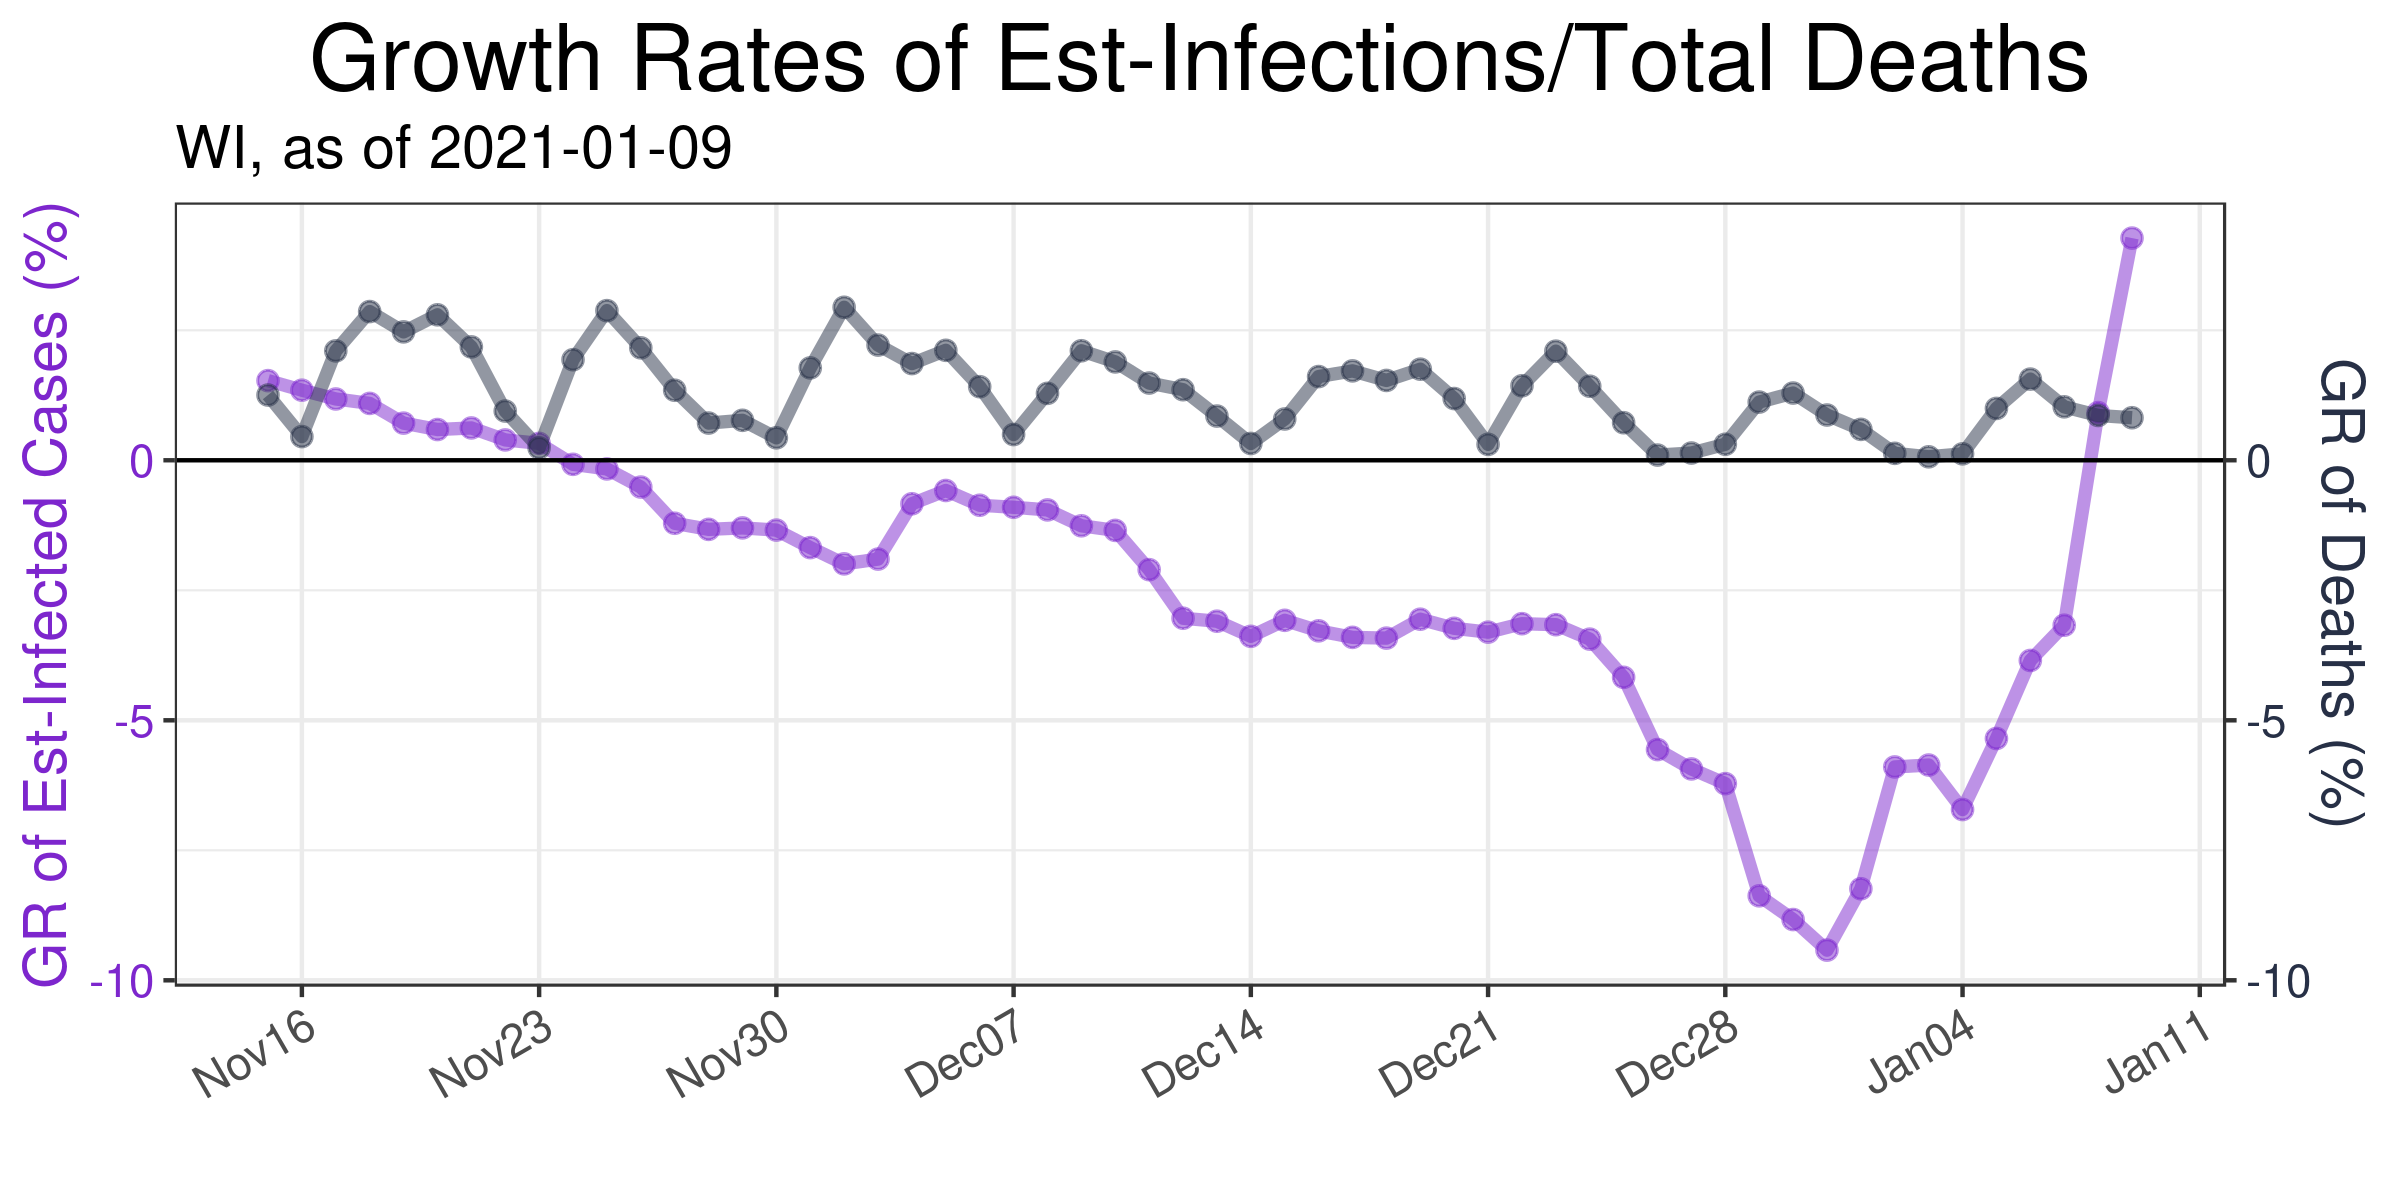 Growth Rates of Est-Infections/Total Deaths
WI, as of 2021-01-09
GR of Est-Infected Cases (%)
0
-5
-10
0
-5
-10
GR of Deaths (%)
Nov16
Nov23
Nov30
Dec07
Dec14
Dec21
Dec28
Jan04
Jan11